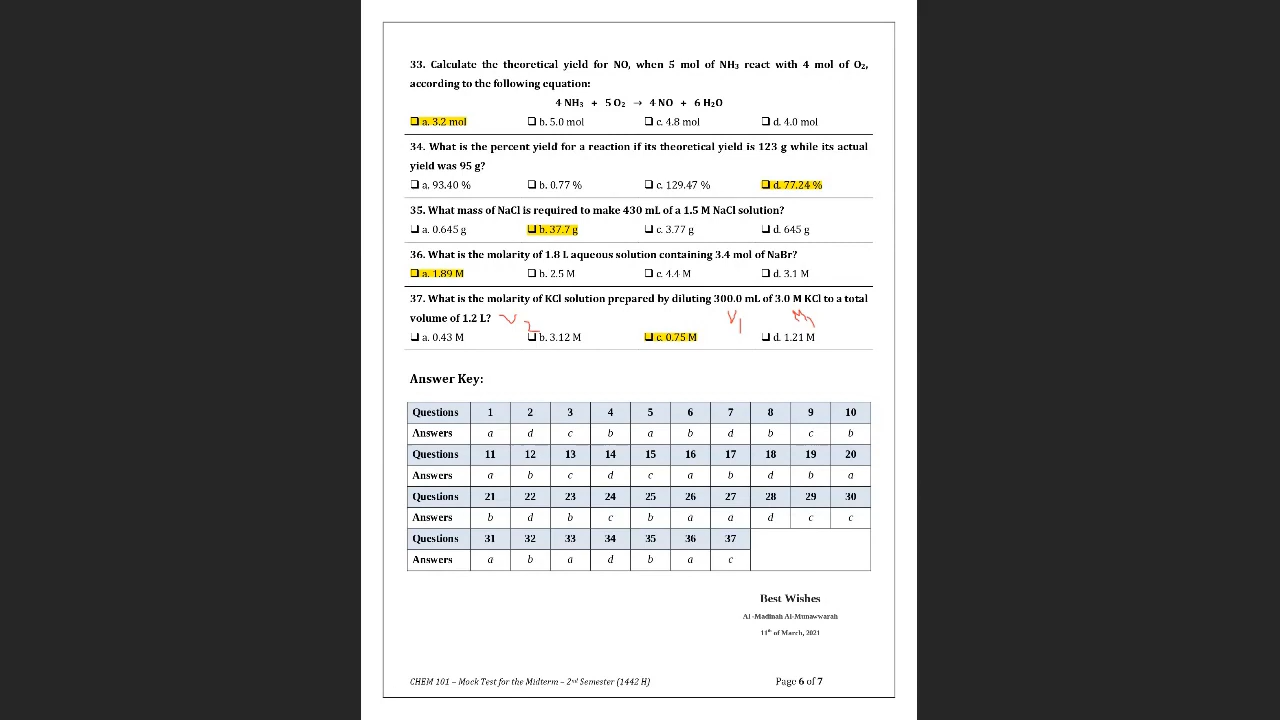 33. Calculate the theoretical yield for NO, when 5 mol of NH₃ react with 4 mol of O₂,
according to the following equation:
4 NH₃ + 5 O₂ → 4 NO + 6 H₂O
❑ a. 3.2 mol ❑ b. 5.0 mol ❑ c. 4.8 mol ❑ d. 4.0 mol
34. What is the percent yield for a reaction if its theoretical yield is 123 g while its actual
yield was 95 g?
❑ a. 93.40 % ❑ b. 0.77 % ❑ c. 129.47 % ❑ d. 77.24 %
35. What mass of NaCl is required to make 430 mL of a 1.5 M NaCl solution?
❑ a. 0.645 g ❑ b. 37.7 g ❑ c. 3.77 g ❑ d. 645 g
36. What is the molarity of 1.8 L aqueous solution containing 3.4 mol of NaBr?
❑ a. 1.89 M ❑ b. 2.5 M ❑ c. 4.4 M ❑ d. 3.1 M
37. What is the molarity of KCl solution prepared by diluting 300.0 mL of 3.0 M KCl to a total
volume of 1.2 L? V2 V1 M1
❑ a. 0.43 M ❑ b. 3.12 M ❑ c. 0.75 M ❑ d. 1.21 M
Answer Key:
Questions 1 2 3 4 5 6 7 8 9 10
Answers a d c b a b d b c b
Questions 11 12 13 14 15 16 17 18 19 20
Answers a b c d c a b d b a
Questions 21 22 23 24 25 26 27 28 29 30
Answers b d b c b a a d c c
Questions 31 32 33 34 35 36 37
Answers a b a d b a c
Best Wishes
Al-Madinah Al-Munawwarah
11th of March, 2021
CHEM 101 – Mock Test for the Midterm – 2nd Semester (1442 H) Page 6 of 7